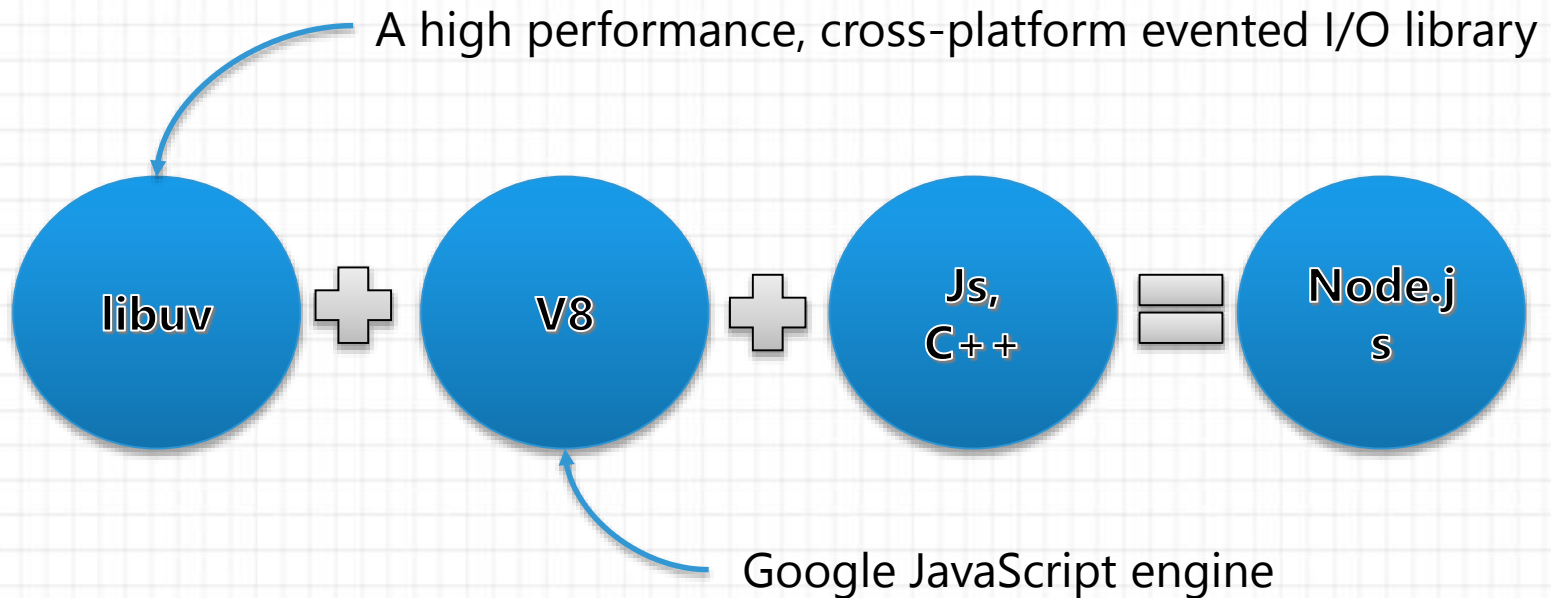 A high performance, cross-platform evented I/O library
libuv
V8
Js,
C++
Node.j
s
Google JavaScript engine